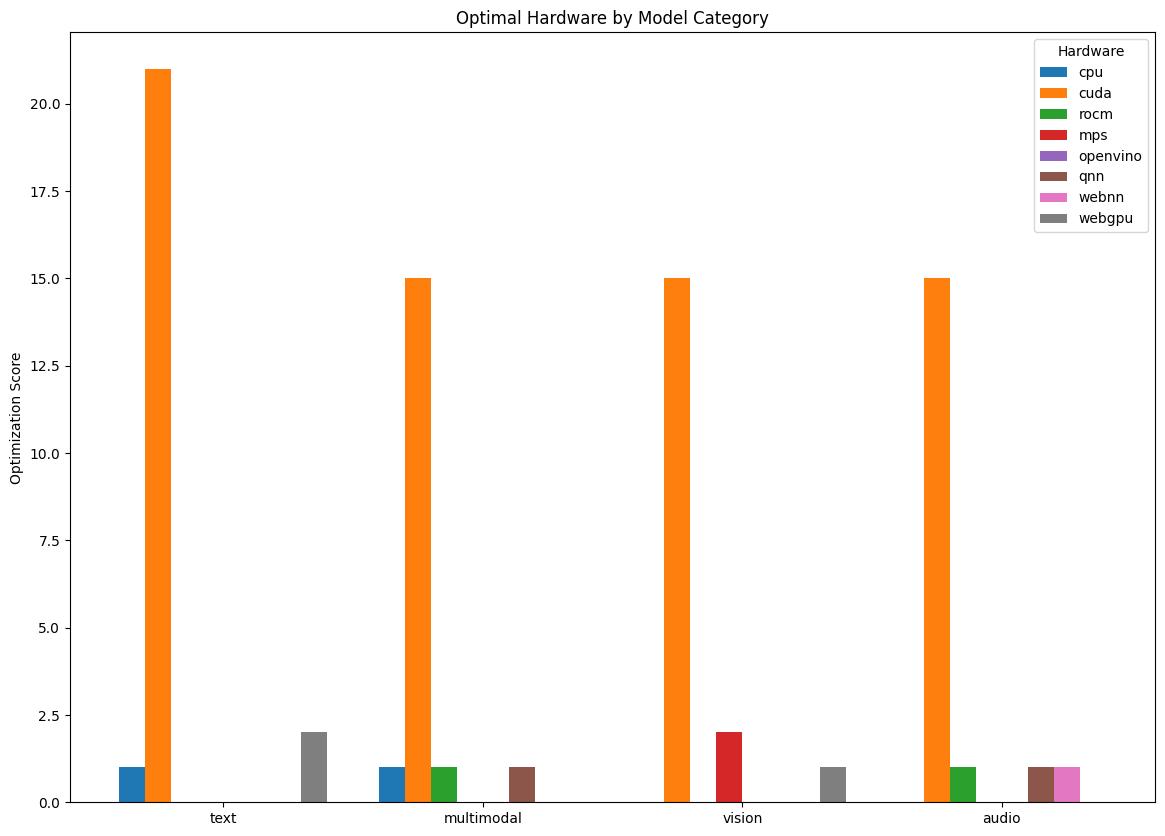 Optimal Hardware by Model Category
Hardware
cpu
cuda
rocm
mps
openvino
qnn
webnn
webgpu
Optimization Score
20.0
17.5
15.0
12.5
10.0
7.5
5.0
2.5
0.0
text
multimodal
vision
audio